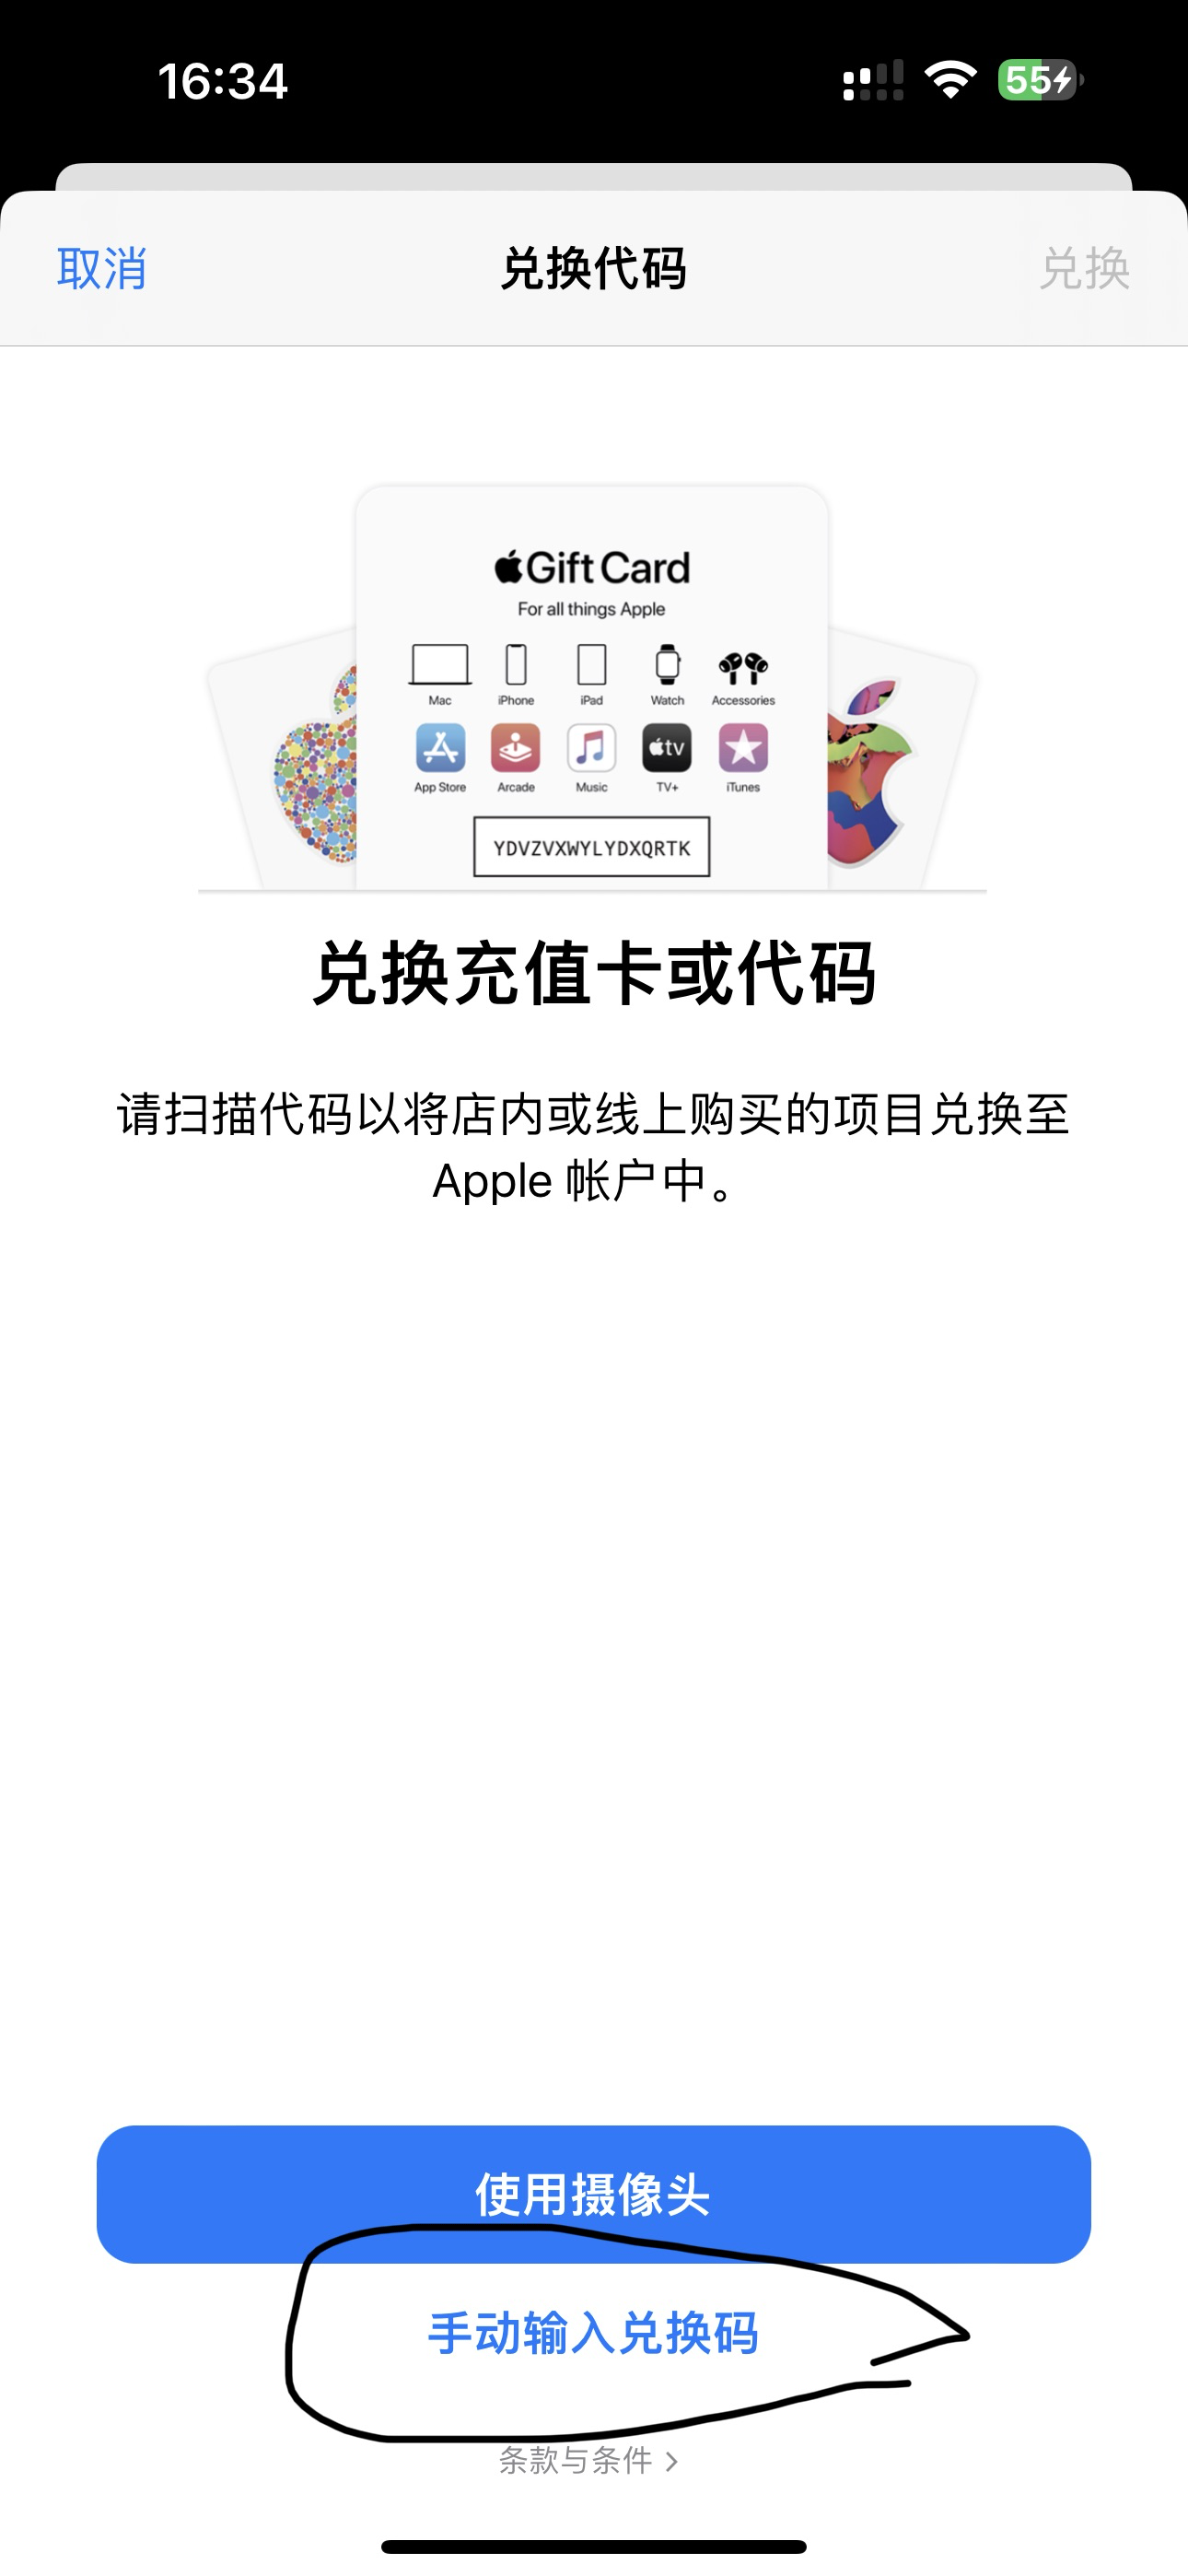 16:34
55
取消
兑换代码
兑换
Gift Card
For all things Apple
Mac iPhone iPad Watch Accessories
tv
App Store Arcade Music TV+ iTunes
YDVZVXWYLYDXQRTK
兑换充值卡或代码
请扫描代码以将店内或线上购买的项目兑换至
Apple 帐户中。
使用摄像头
手动输入兑换码
条款与条件